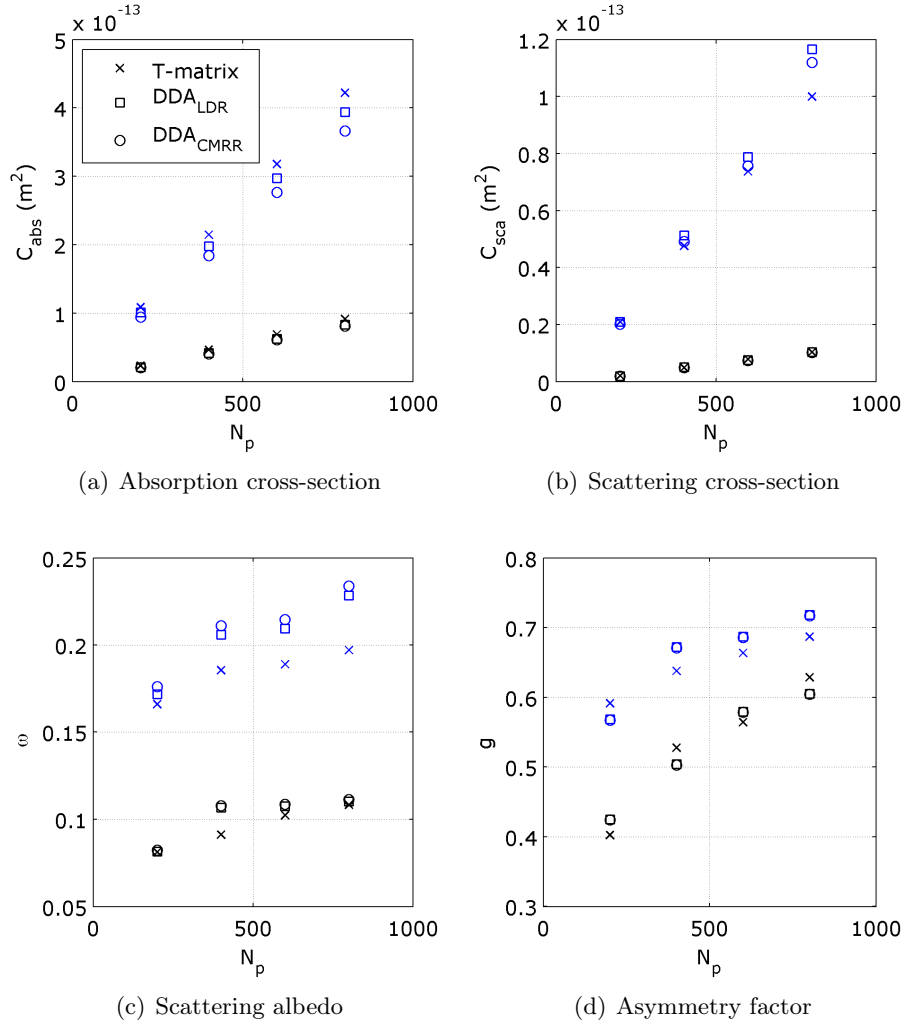 x 10^-13
5
4
3
2
1
0
0 500 1000
C_abs (m^2)
N_p
T-matrix
DDA_LDR
DDA_CMRR
(a) Absorption cross-section
x 10^-13
1.2
1
0.8
0.6
0.4
0.2
0
0 500 1000
C_sca (m^2)
N_p
(b) Scattering cross-section
0.25
0.2
0.15
0.1
0.05
0 500 1000
ω
N_p
(c) Scattering albedo
0.8
0.7
0.6
0.5
0.4
0.3
0 500 1000
g
N_p
(d) Asymmetry factor